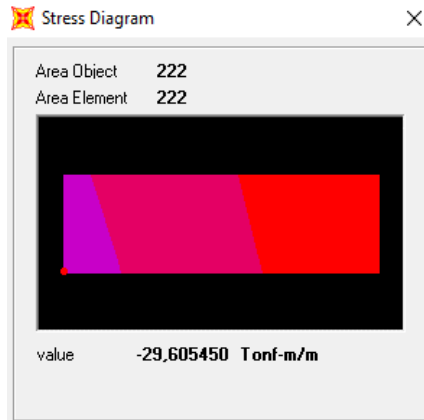 Stress Diagram
Area Object 222
Area Element 222
value -29,605450 Tonf-m/m